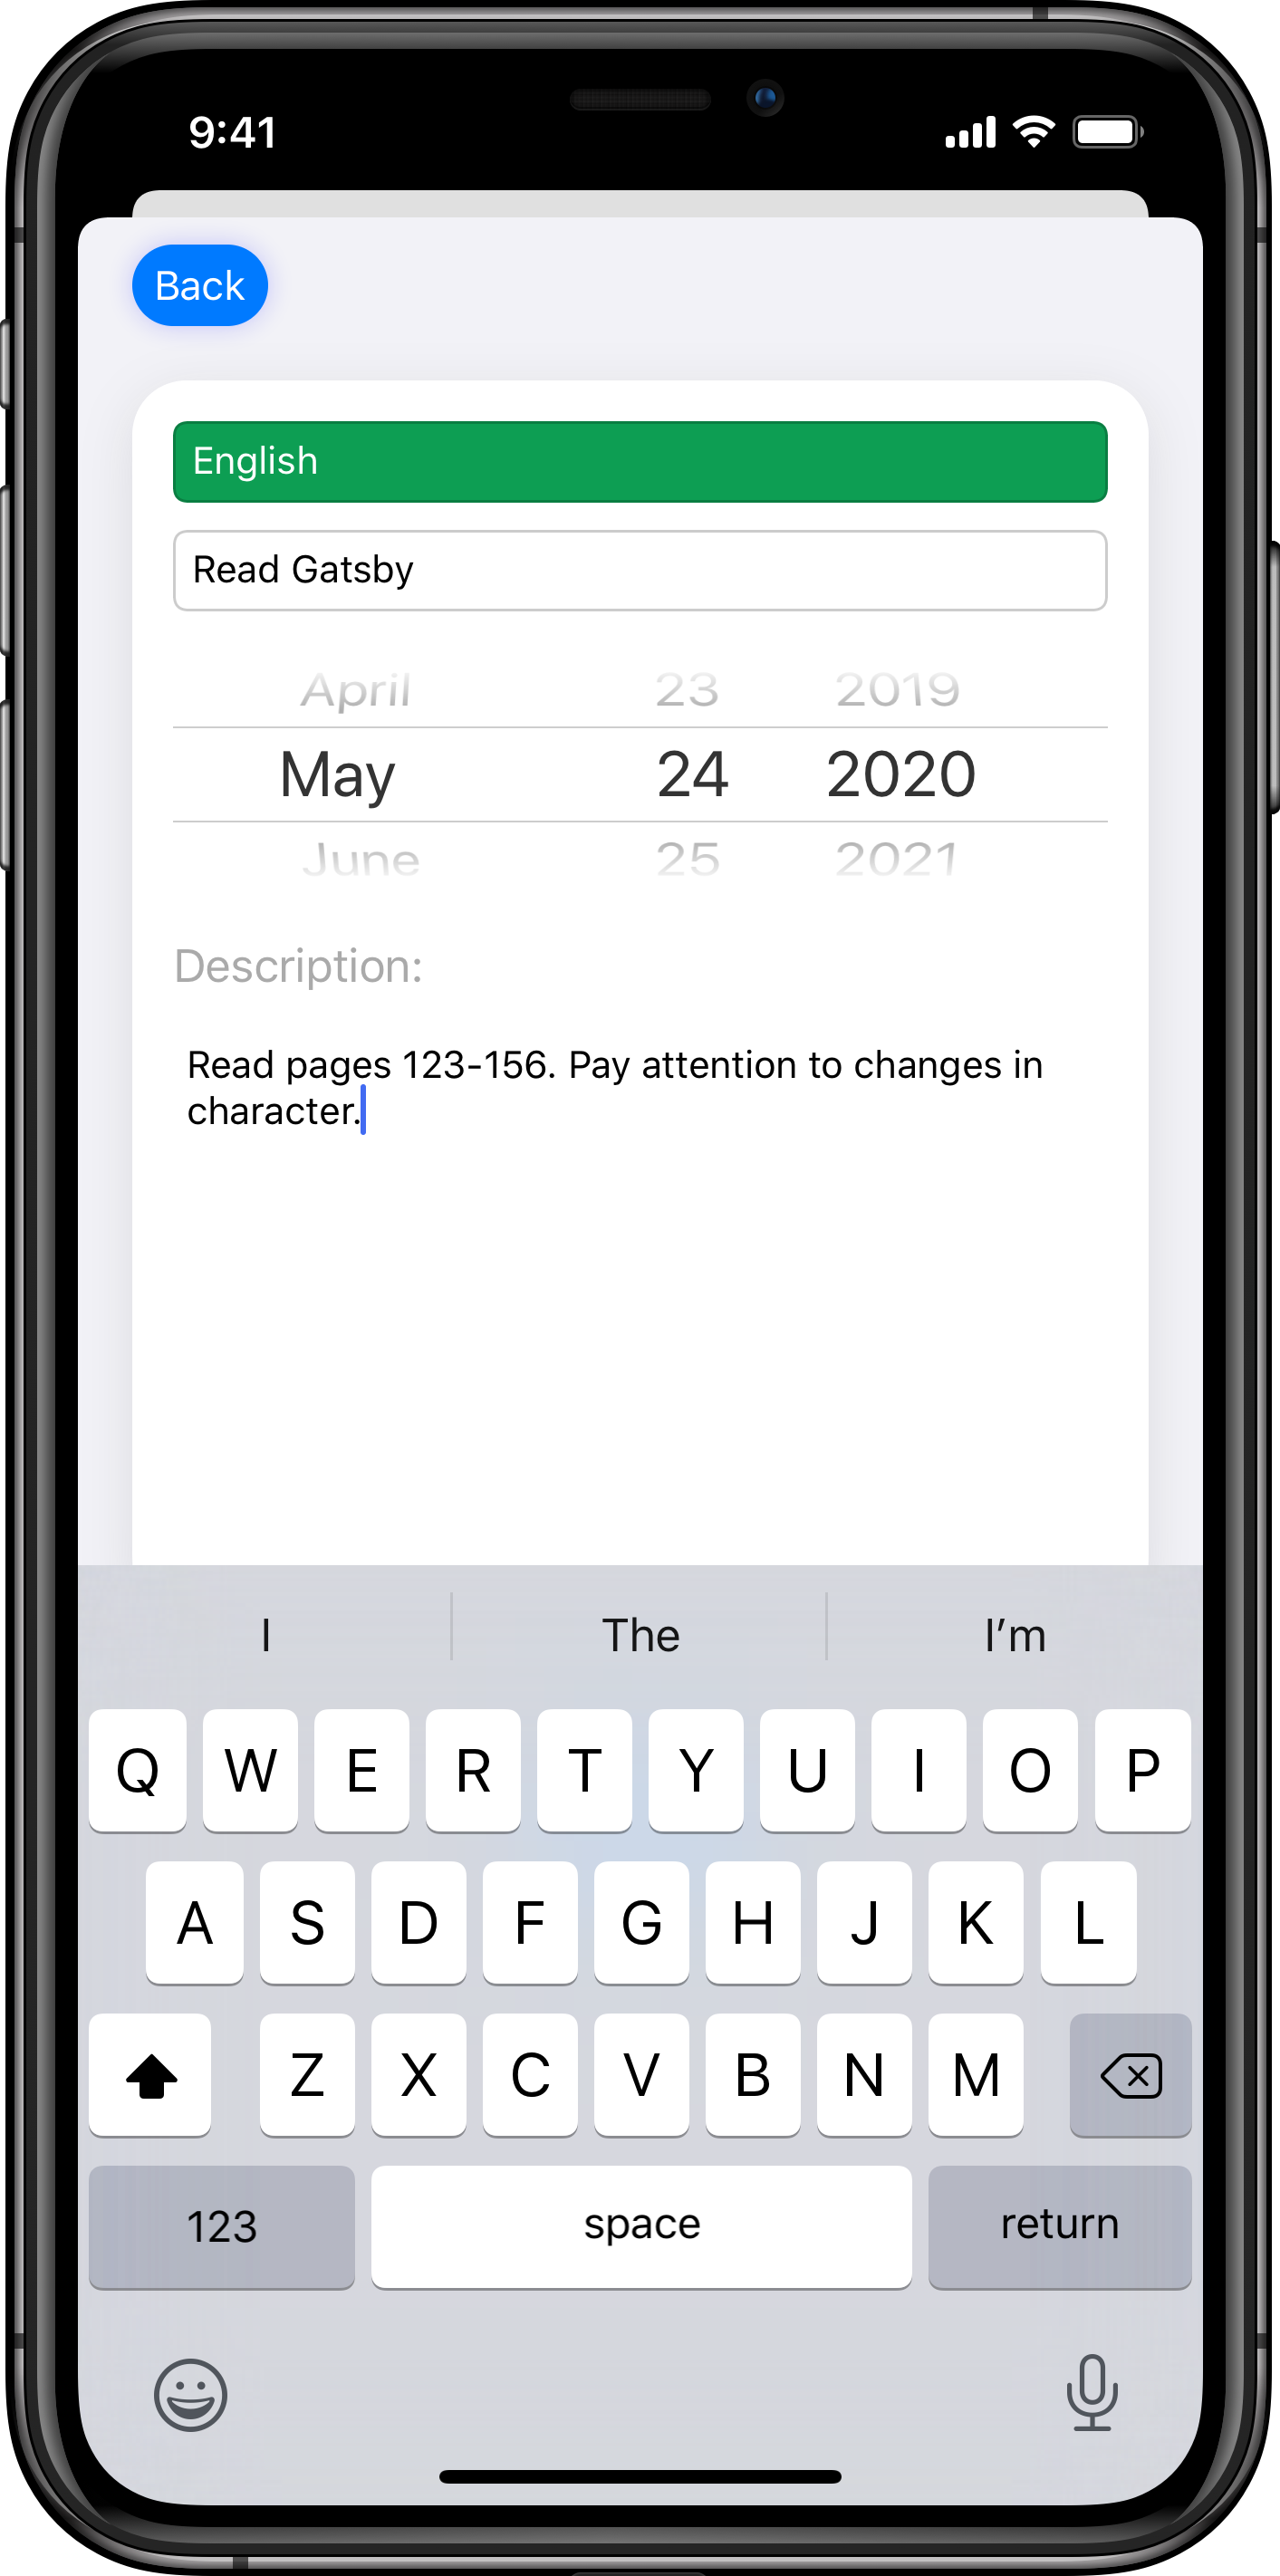 9:41
Back
English
Read Gatsby
April 23 2019
May 24 2020
June 25 2021
Description:
Read pages 123-156. Pay attention to changes in
character.
I The I’m
Q W E R T Y U I O P
A S D F G H J K L
Z X C V B N M
123 space return